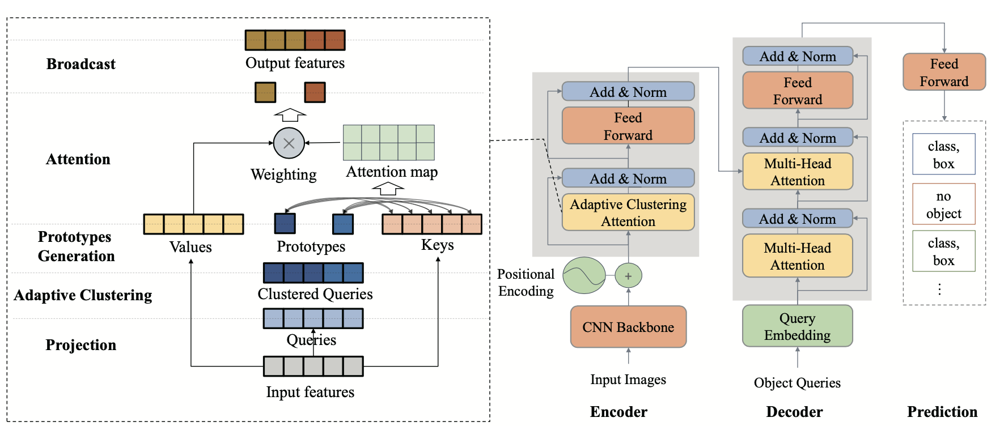 Broadcast
Output features
Attention
Weighting
Attention map
Prototypes
Generation
Values
Prototypes
Keys
Adaptive Clustering
Clustered Queries
Projection
Queries
Input features
Add & Norm
Feed
Forward
Add & Norm
Adaptive Clustering
Attention
Positional
Encoding
+
CNN Backbone
Input Images
Encoder
Add & Norm
Feed
Forward
Add & Norm
Multi-Head
Attention
Add & Norm
Multi-Head
Attention
Query
Embedding
Object Queries
Decoder
Feed
Forward
class,
box
no
object
class,
box
⋮
Prediction